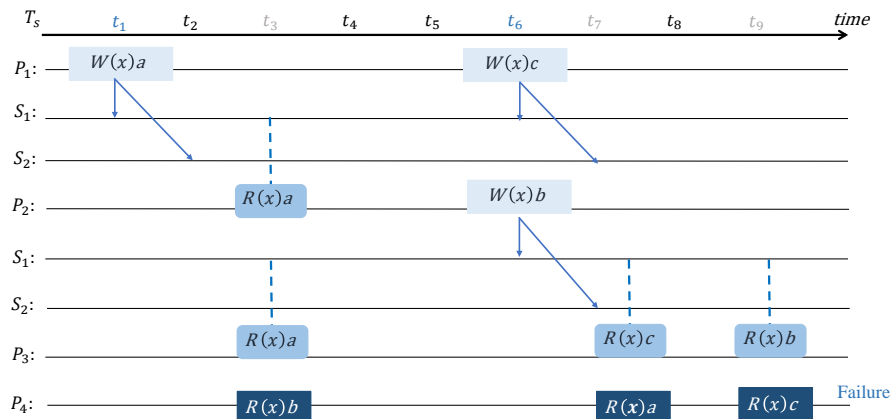 Tₛ t₁ t₂ t₃ t₄ t₅ t₆ t₇ t₈ t₉ time
P₁: W(x)a W(x)c
S₁:
S₂:
P₂: R(x)a W(x)b
S₁:
S₂:
P₃: R(x)a R(x)c R(x)b
P₄: R(x)b R(x)a R(x)c Failure